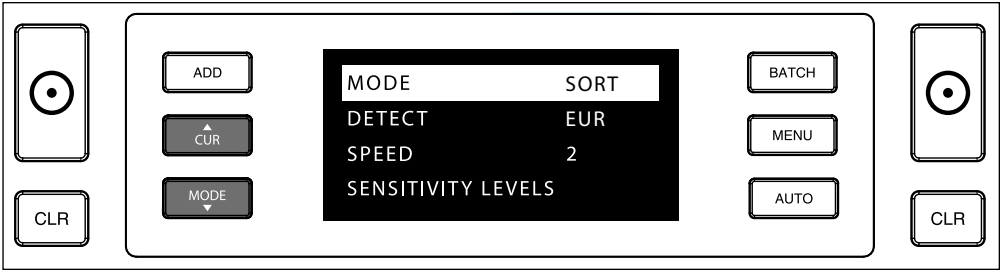 CLR
ADD
CUR
MODE
MODE SORT
DETECT EUR
SPEED 2
SENSITIVITY LEVELS
BATCH
MENU
AUTO
CLR